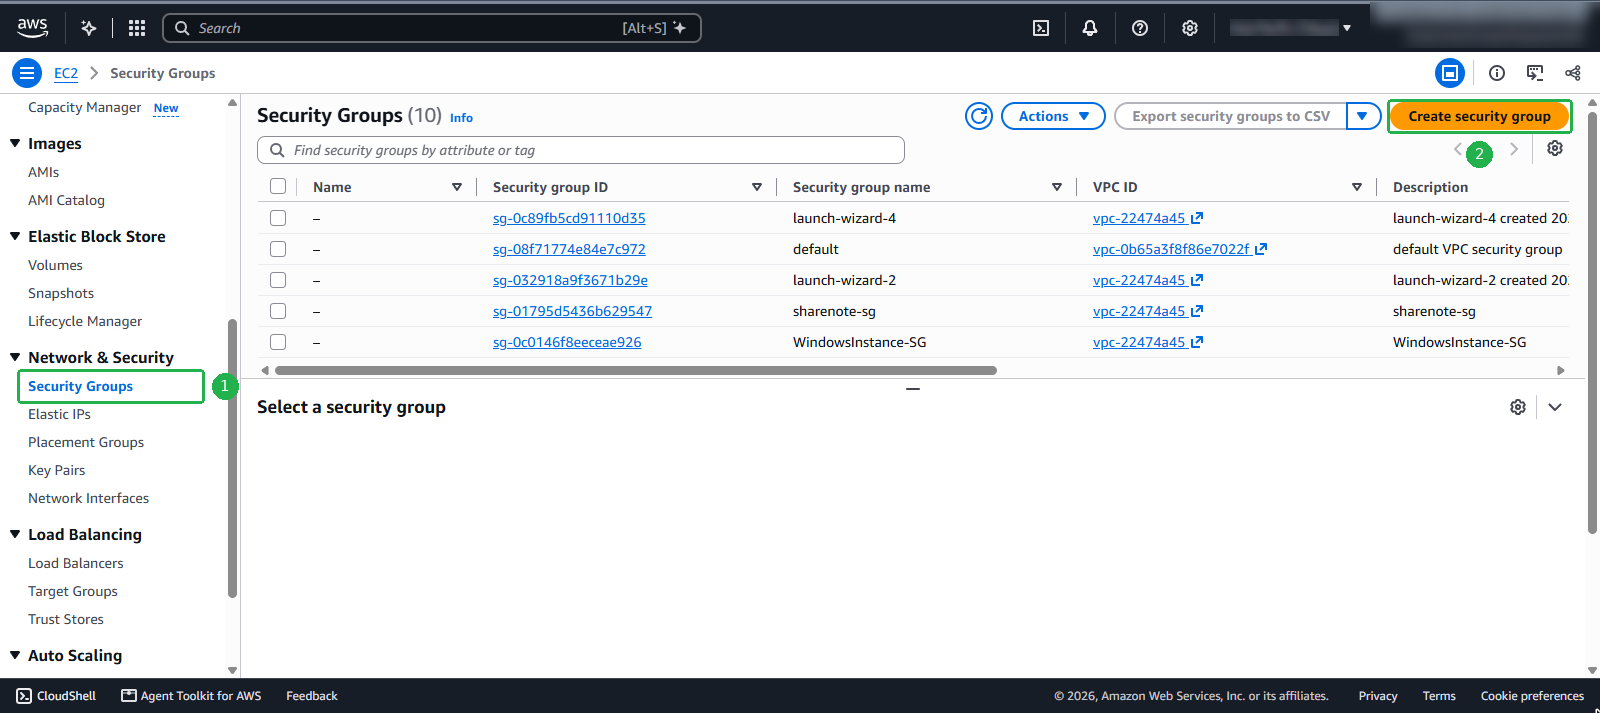 aws
Search [Alt+S]
EC2 Security Groups
Capacity Manager New
Images
AMIs
AMI Catalog
Elastic Block Store
Volumes
Snapshots
Lifecycle Manager
Network & Security
Security Groups 1
Elastic IPs
Placement Groups
Key Pairs
Network Interfaces
Load Balancing
Load Balancers
Target Groups
Trust Stores
Auto Scaling
Security Groups (10) Info
Actions Export security groups to CSV Create security group
Find security groups by attribute or tag
2
Name Security group ID Security group name VPC ID Description
– sg-0c89fb5cd91110d35 launch-wizard-4 vpc-22474a45 launch-wizard-4 created 20
– sg-08f71774e84e7c972 default vpc-0b65a3f8f86e7022f default VPC security group
– sg-032918a9f3671b29e launch-wizard-2 vpc-22474a45 launch-wizard-2 created 20
– sg-01795d5436b629547 sharenote-sg vpc-22474a45 sharenote-sg
– sg-0c0146f8eeceae926 WindowsInstance-SG vpc-22474a45 WindowsInstance-SG
Select a security group
CloudShell Agent Toolkit for AWS Feedback © 2026, Amazon Web Services, Inc. or its affiliates. Privacy Terms Cookie preferences